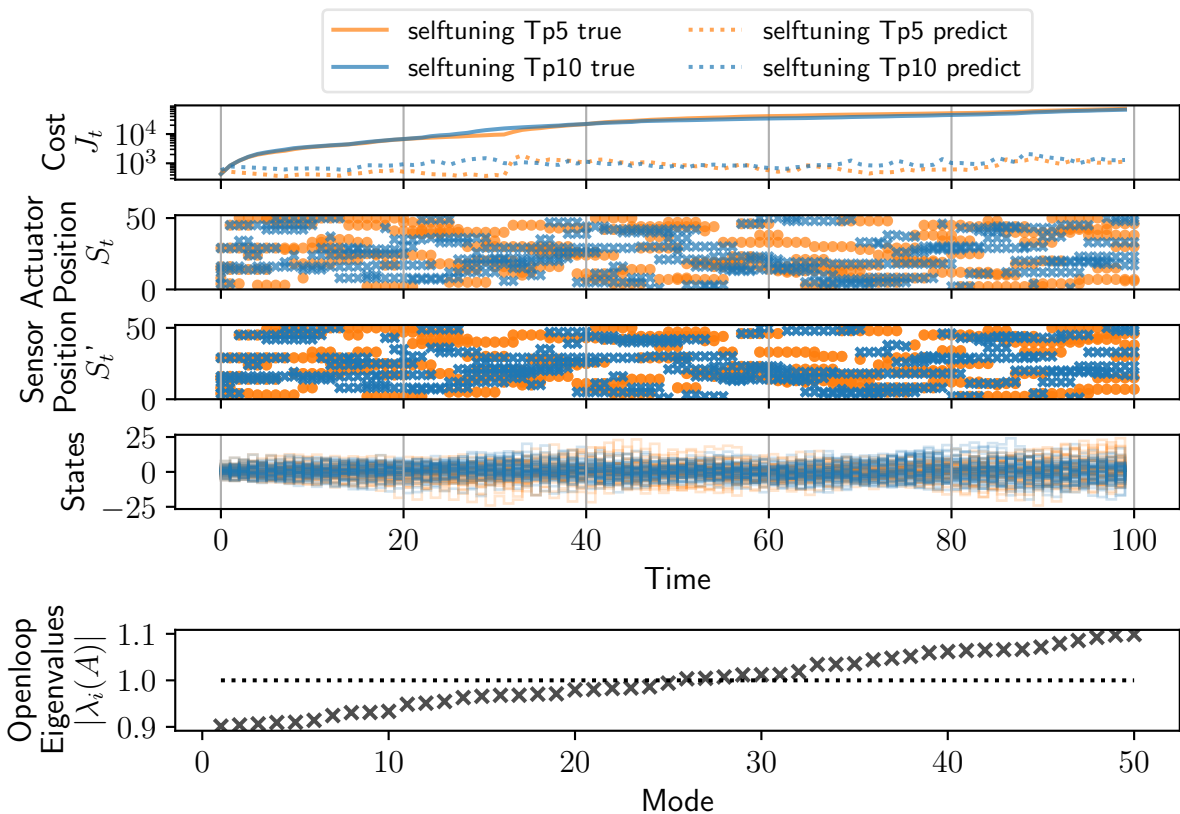 selftuning Tp5 true
selftuning Tp10 true
selftuning Tp5 predict
selftuning Tp10 predict
Cost
J_t
10^4
10^3
Actuator
Position
S_t
50
0
Sensor
Position
S_t'
50
0
States
25
0
−25
0 20 40 60 80 100
Time
Openloop
Eigenvalues
|λ_i(A)|
1.1
1.0
0.9
0 10 20 30 40 50
Mode